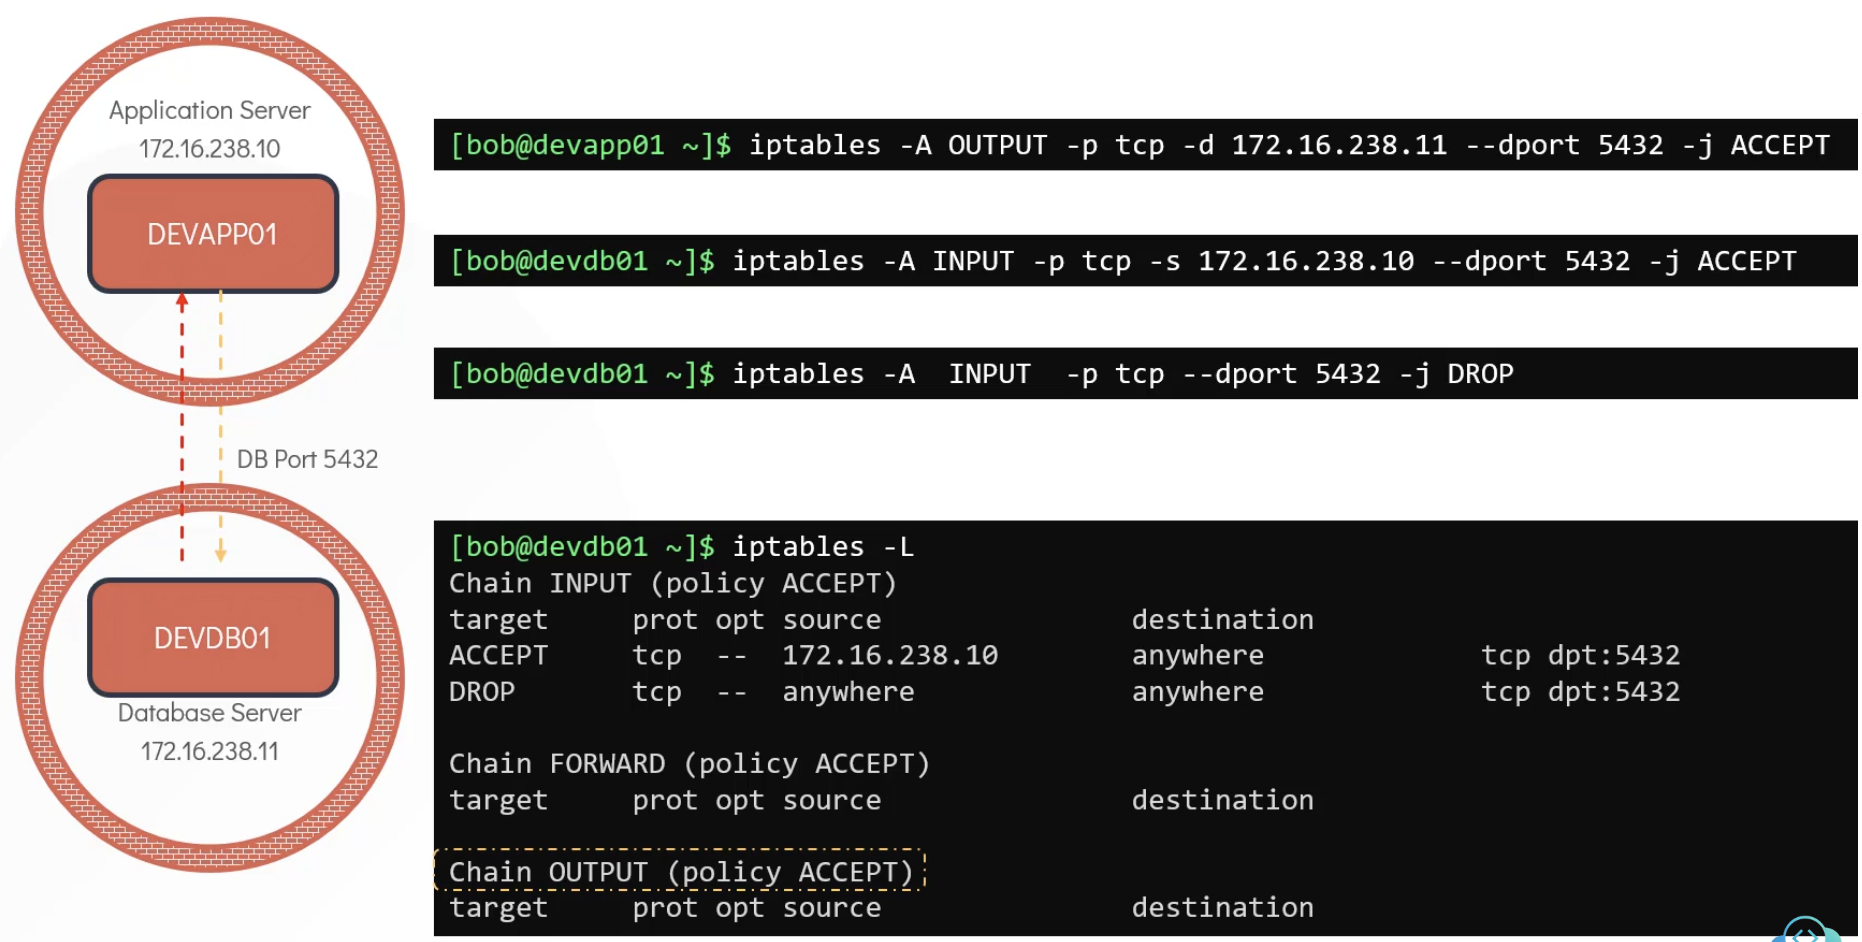 Application Server
172.16.238.10
DEVAPP01
DB Port 5432
DEVDB01
Database Server
172.16.238.11
[bob@devapp01 ~]$ iptables -A OUTPUT -p tcp -d 172.16.238.11 --dport 5432 -j ACCEPT
[bob@devdb01 ~]$ iptables -A INPUT -p tcp -s 172.16.238.10 --dport 5432 -j ACCEPT
[bob@devdb01 ~]$ iptables -A  INPUT  -p tcp --dport 5432 -j DROP
[bob@devdb01 ~]$ iptables -L
Chain INPUT (policy ACCEPT)
target     prot opt source               destination
ACCEPT     tcp  --  172.16.238.10        anywhere             tcp dpt:5432
DROP       tcp  --  anywhere             anywhere             tcp dpt:5432
Chain FORWARD (policy ACCEPT)
target     prot opt source               destination
Chain OUTPUT (policy ACCEPT)
target     prot opt source               destination